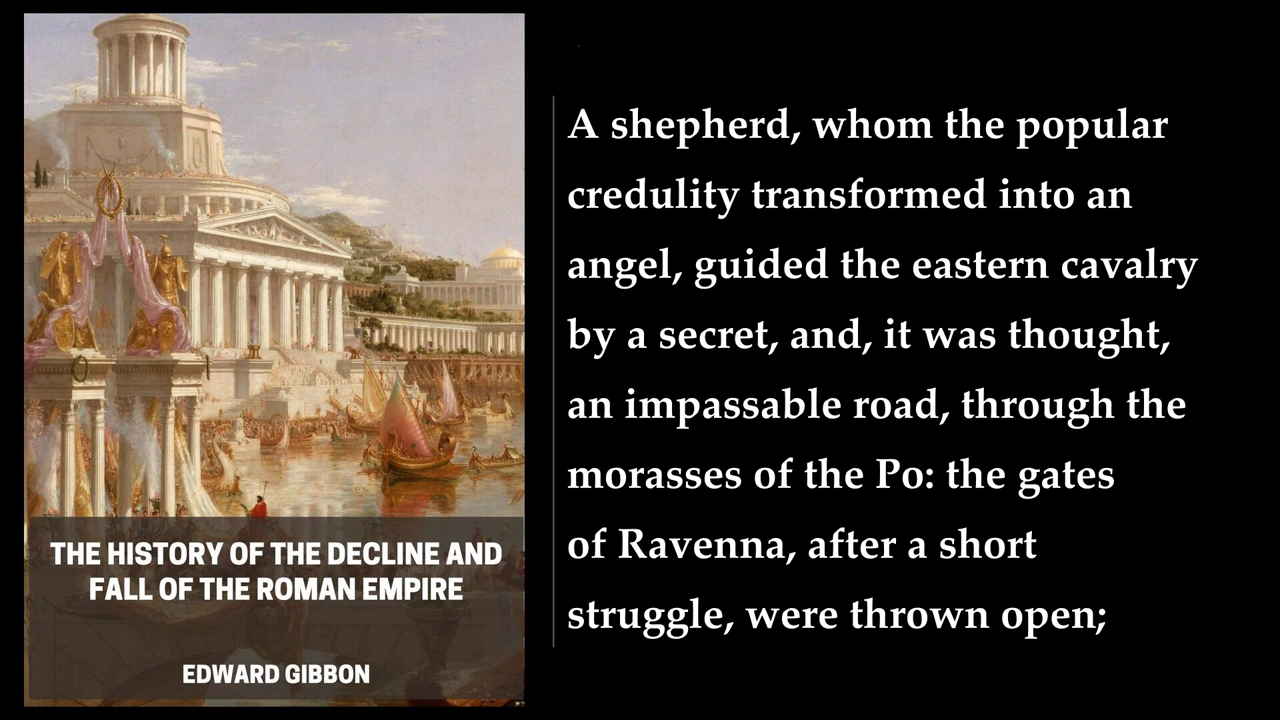 THE HISTORY OF THE DECLINE AND
FALL OF THE ROMAN EMPIRE
EDWARD GIBBON
A shepherd, whom the popular
credulity transformed into an
angel, guided the eastern cavalry
by a secret, and, it was thought,
an impassable road, through the
morasses of the Po: the gates
of Ravenna, after a short
struggle, were thrown open;